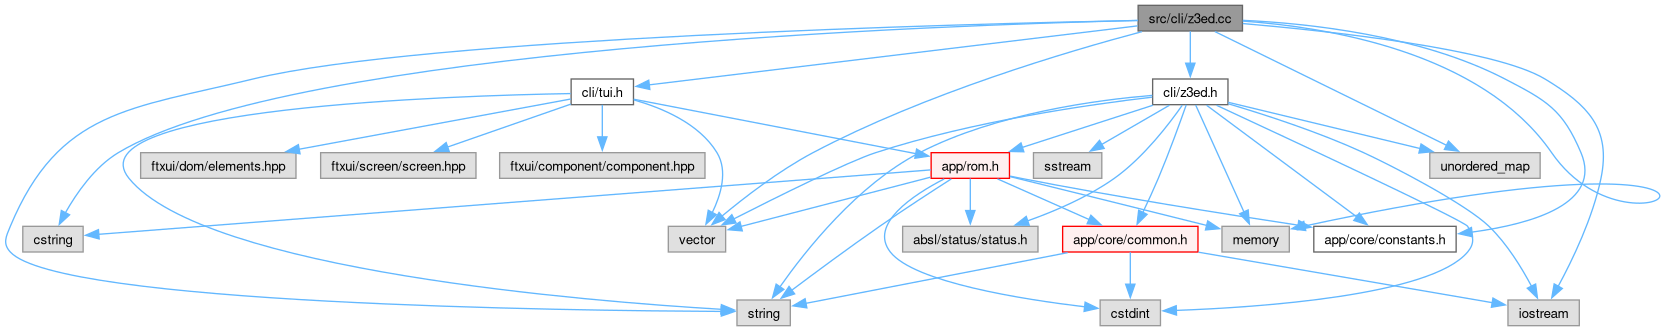 src/cli/z3ed.cc
cli/tui.h
cli/z3ed.h
ftxui/dom/elements.hpp
ftxui/screen/screen.hpp
ftxui/component/component.hpp
app/rom.h
sstream
unordered_map
cstring
vector
absl/status/status.h
app/core/common.h
memory
app/core/constants.h
string
cstdint
iostream